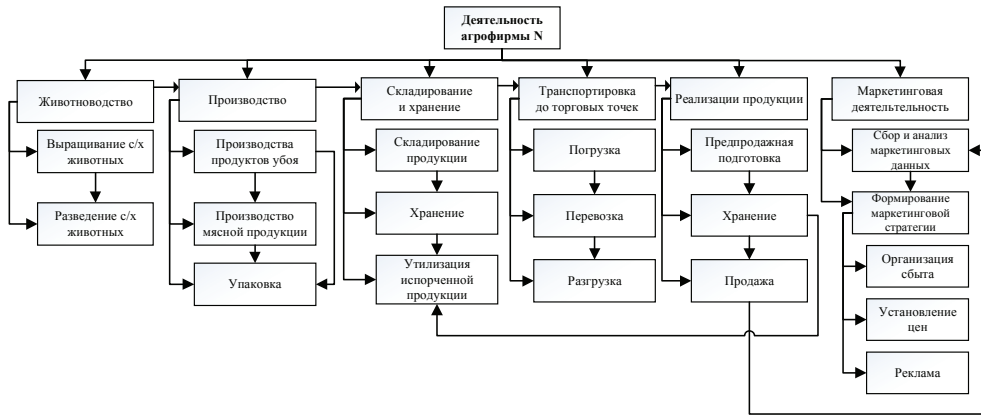 Деятельность
агрофирмы N
Животноводство
Выращивание с/х
животных
Разведение с/х
животных
Производство
Производства
продуктов убоя
Производство
мясной продукции
Упаковка
Складирование
и хранение
Складирование
продукции
Хранение
Утилизация
испорченной
продукции
Транспортировка
до торговых точек
Погрузка
Перевозка
Разгрузка
Реализации продукции
Предпродажная
подготовка
Хранение
Продажа
Маркетинговая
деятельтельность
Сбор и анализ
маркетинговых
данных
Формирование
маркетинговой
стратегии
Организация
сбыта
Установление
цен
Реклама